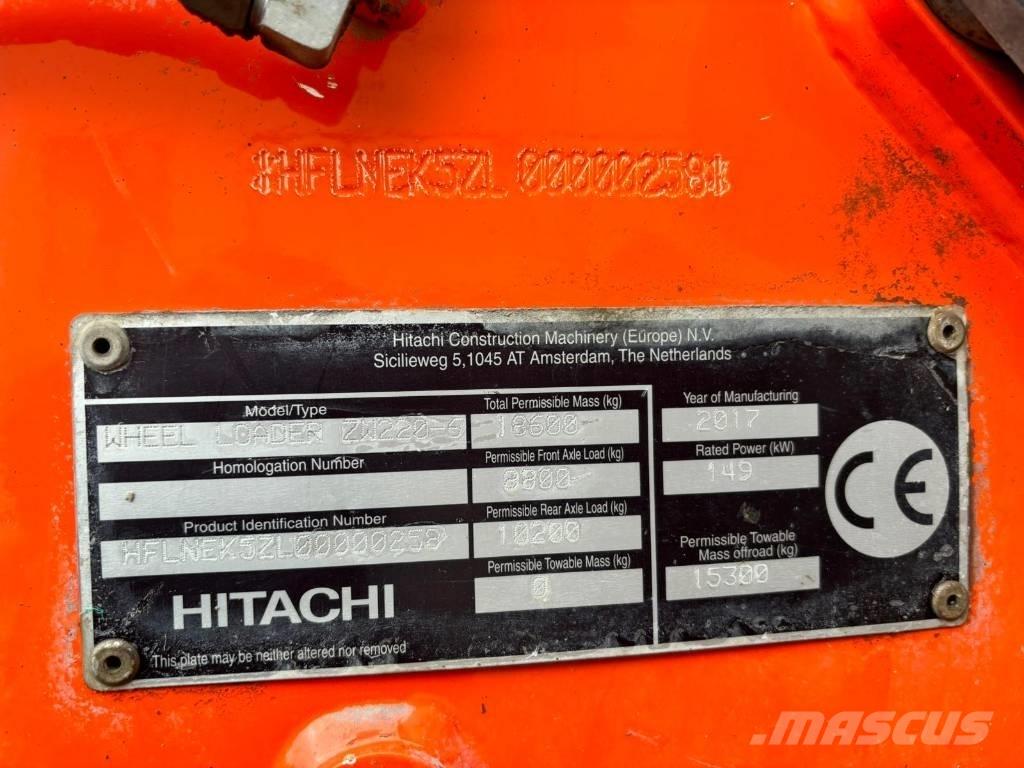 *HFLNEK5ZL 00000258*
Hitachi Construction Machinery (Europe) N.V.
Sicilieweg 5,1045 AT Amsterdam, The Netherlands
Model/Type
WHEEL LOADER ZW220-6
Homologation Number
Product Identification Number
HFLNEK5ZL00000258
HITACHI
This plate may be neither altered nor removed
Total Permissible Mass (kg)
18600
Permissible Front Axle Load (kg)
8800
Permissible Rear Axle Load (kg)
10200
Permissible Towable Mass (kg)
0
Year of Manufacturing
2017
Rated Power (kW)
149
Permissible Towable
Mass offroad (kg)
15300
CE
MASCUS